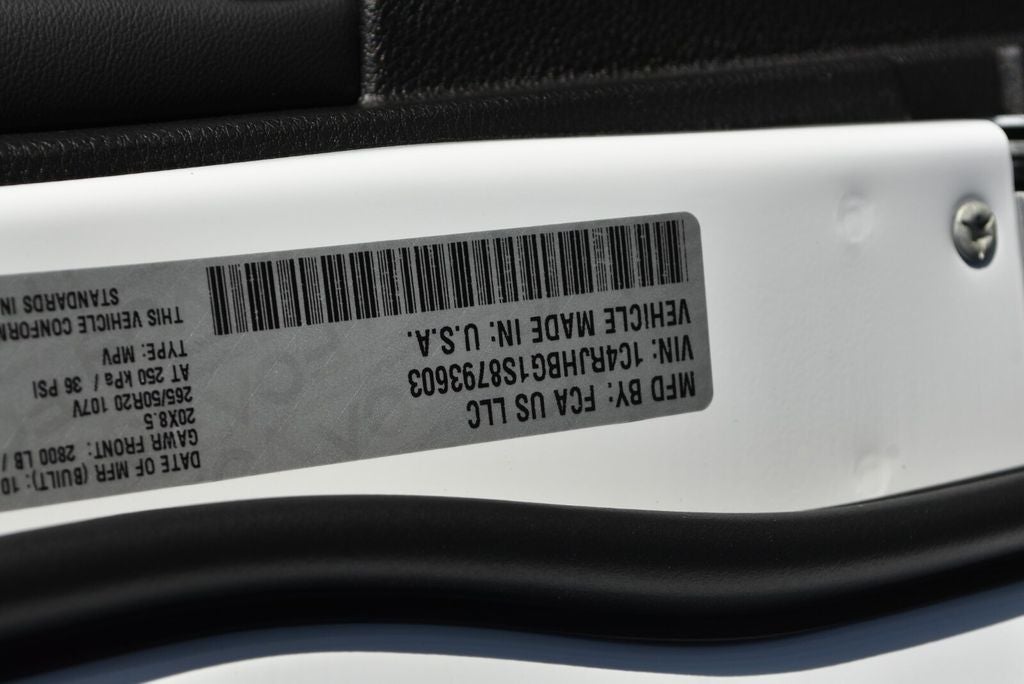 MFD BY: FCA US LLC
VIN: 1C4RJHBG1S8793603
VEHICLE MADE IN: U.S.A.
DATE OF MFR (BUILT): 10
GAWR FRONT: 2800 LB /
20X8.5
265/50R20 107V
AT 250 kPa / 36 PSI
TYPE: MPV
THIS VEHICLE CONFORM
STANDARDS IN